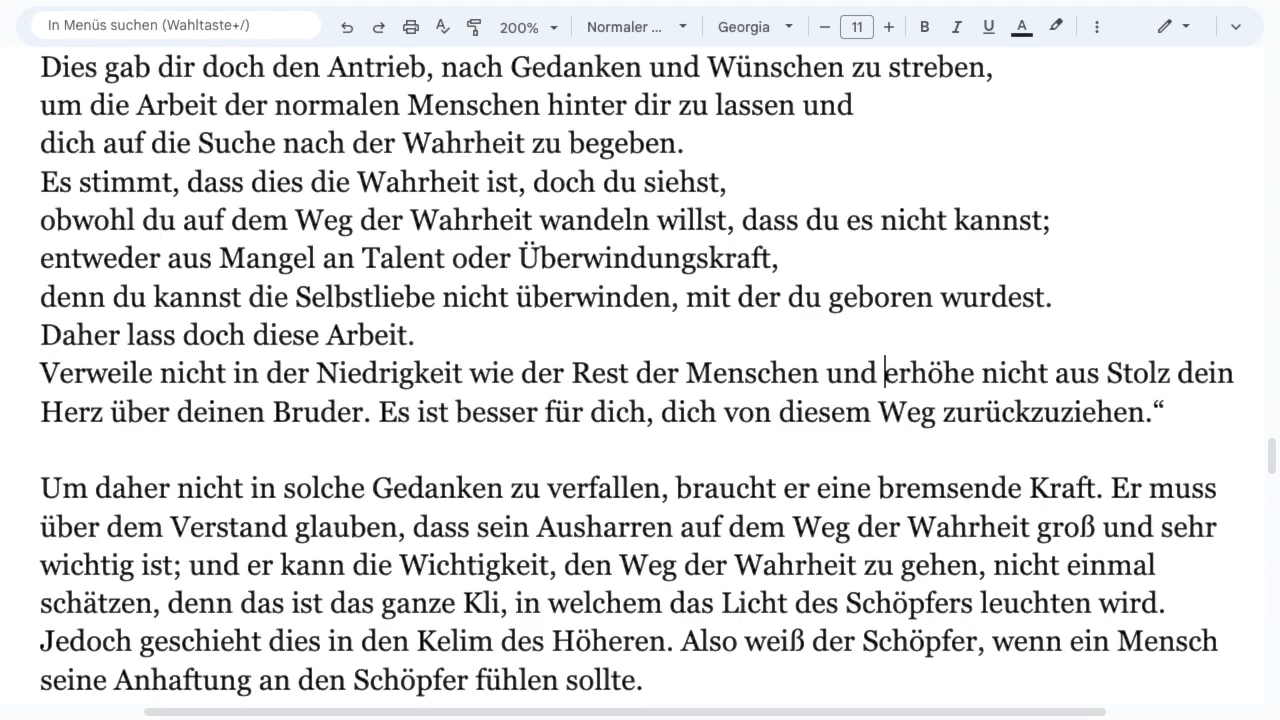 In Menüs suchen (Wahltaste+/)
200%
Normaler ...
Georgia
11
B I U A
Dies gab dir doch den Antrieb, nach Gedanken und Wünschen zu streben,
um die Arbeit der normalen Menschen hinter dir zu lassen und
dich auf die Suche nach der Wahrheit zu begeben.
Es stimmt, dass dies die Wahrheit ist, doch du siehst,
obwohl du auf dem Weg der Wahrheit wandeln willst, dass du es nicht kannst;
entweder aus Mangel an Talent oder Überwindungskraft,
denn du kannst die Selbstliebe nicht überwinden, mit der du geboren wurdest.
Daher lass doch diese Arbeit.
Verweile nicht in der Niedrigkeit wie der Rest der Menschen und erhöhe nicht aus Stolz dein
Herz über deinen Bruder. Es ist besser für dich, dich von diesem Weg zurückzuziehen.“
Um daher nicht in solche Gedanken zu verfallen, braucht er eine bremsende Kraft. Er muss
über dem Verstand glauben, dass sein Ausharren auf dem Weg der Wahrheit groß und sehr
wichtig ist; und er kann die Wichtigkeit, den Weg der Wahrheit zu gehen, nicht einmal
schätzen, denn das ist das ganze Kli, in welchem das Licht des Schöpfers leuchten wird.
Jedoch geschieht dies in den Kelim des Höheren. Also weiß der Schöpfer, wenn ein Mensch
seine Anhaftung an den Schöpfer fühlen sollte.